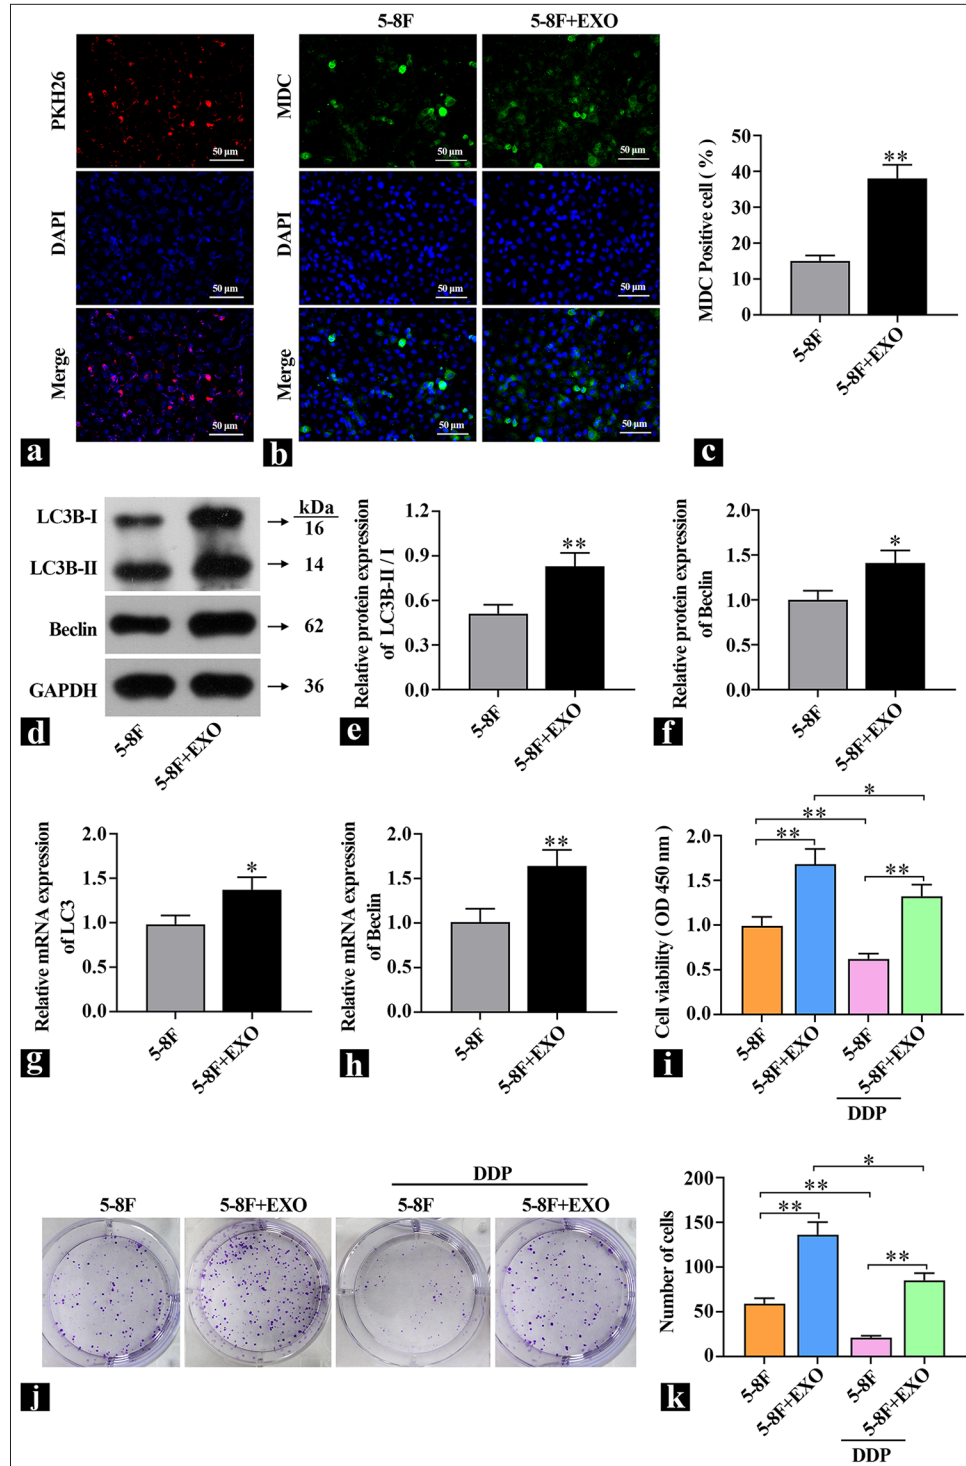 5-8F 5-8F+EXO
PKH26
50 μm
DAPI
50 μm
Merge
50 μm
a
MDC
50 μm 50 μm
DAPI
50 μm 50 μm
Merge
50 μm 50 μm
b
MDC Positive cell ( % )
50
40
30
20
10
0
**
5-8F
5-8F+EXO
c
kDa
LC3B-I
16
LC3B-II
14
Beclin
62
GAPDH
36
5-8F
5-8F+EXO
d
Relative protein expression
of LC3B-II / I
1.2
0.9
0.6
0.3
0.0
**
5-8F
5-8F+EXO
e
Relative protein expression
of Beclin
2.0
1.5
1.0
0.5
0.0
*
5-8F
5-8F+EXO
f
Relative mRNA expression
of LC3
2.0
1.5
1.0
0.5
0.0
*
5-8F
5-8F+EXO
g
Relative mRNA expression
of Beclin
2.0
1.5
1.0
0.5
0.0
**
5-8F
5-8F+EXO
h
Cell viability ( OD 450 nm )
2.0
1.5
1.0
0.5
0.0
*
**
**
**
5-8F
5-8F+EXO
5-8F
5-8F+EXO
DDP
i
DDP
5-8F 5-8F+EXO 5-8F 5-8F+EXO
j
Number of cells
200
150
100
50
0
*
**
**
**
5-8F
5-8F+EXO
5-8F
5-8F+EXO
DDP
k